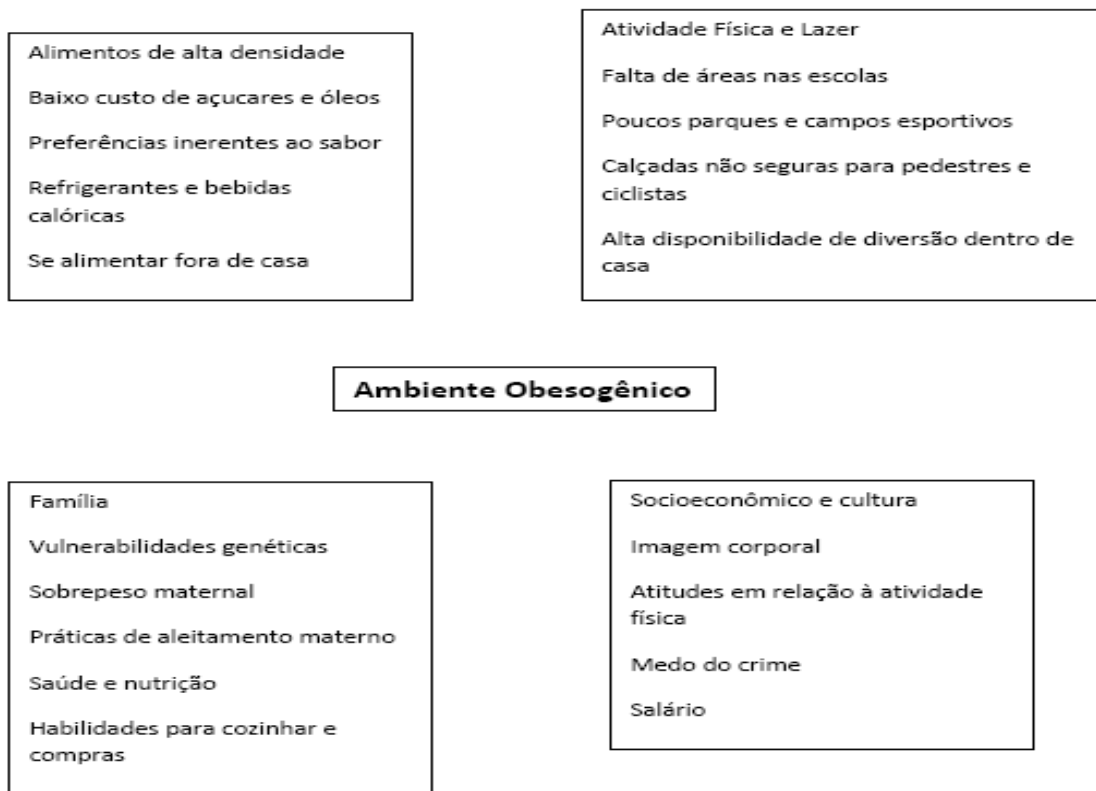 Alimentos de alta densidade
Baixo custo de açucares e óleos
Preferências inerentes ao sabor
Refrigerantes e bebidas
calóricas
Se alimentar fora de casa
Atividade Física e Lazer
Falta de áreas nas escolas
Poucos parques e campos esportivos
Calçadas não seguras para pedestres e
ciclistas
Alta disponibilidade de diversão dentro de
casa
Ambiente Obesogênico
Família
Vulnerabilidades genéticas
Sobrepeso maternal
Práticas de aleitamento materno
Saúde e nutrição
Habilidades para cozinhar e
compras
Socioeconômico e cultura
Imagem corporal
Atitudes em relação à atividade
física
Medo do crime
Salário